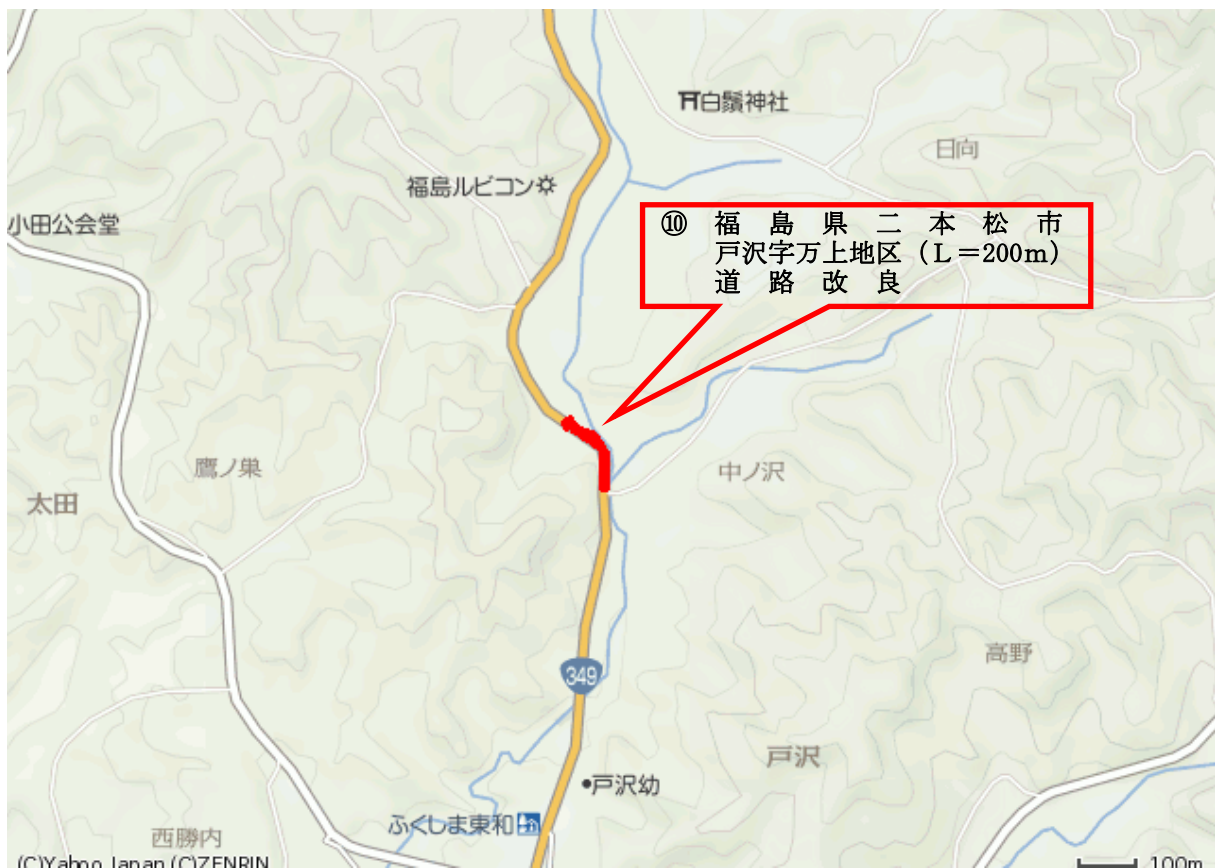 白鬚神社
日向
福島ルビコン
小田公会堂
⑩ 福島県二本松市
戸沢字万上地区(L=200m)
道路改良
鷹ノ巣
中ノ沢
太田
高野
349
戸沢
戸沢幼
ふくしま東和
西勝内
(C)Yahoo Japan,(C)ZENRIN
100m